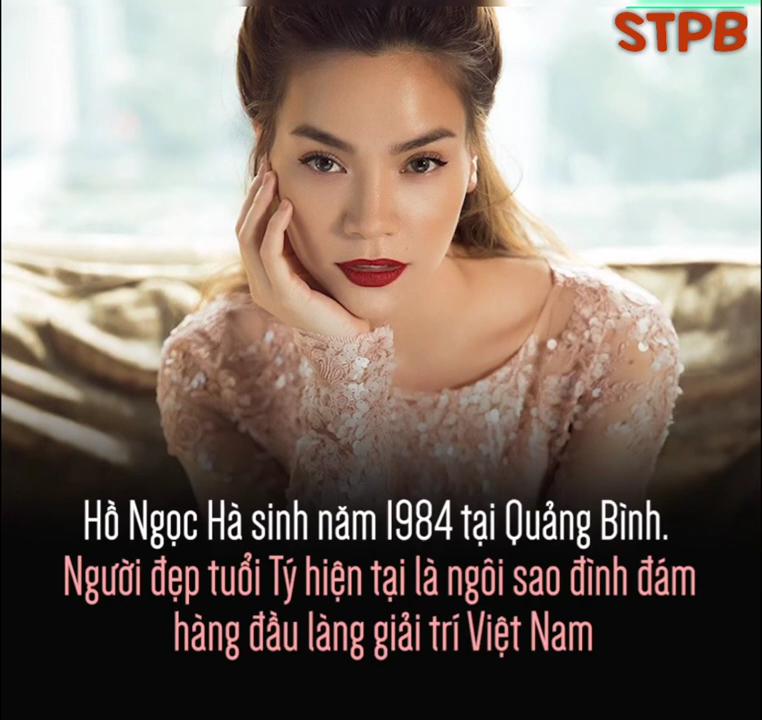 STPB
Hồ Ngọc Hà sinh năm 1984 tại Quảng Bình.
Người đẹp tuổi Tý hiện tại là ngôi sao đình đám
hàng đầu làng giải trí Việt Nam